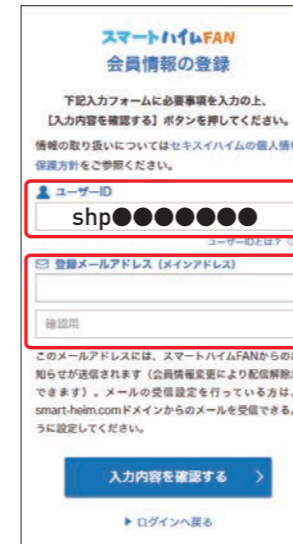 スマートハイムFAN
会員情報の登録
下記入力フォームに必要事項を入力の上、
【入力内容を確認する】ボタンを押してください。
情報の取り扱いについてはセキスイハイムの個人情
保護方針をご参照ください。
ユーザーID
shp●●●●●●●
ユーザーIDとは？
登録メールアドレス（メインアドレス）
確認用
このメールアドレスには、スマートハイムFANからのお
知らせが送信されます（会員情報変更により配信解除
できます）。メールの受信設定を行っている方は、
smart-heim.comドメインからのメールを受信できる
うに設定してください。
入力内容を確認する
ログインへ戻る